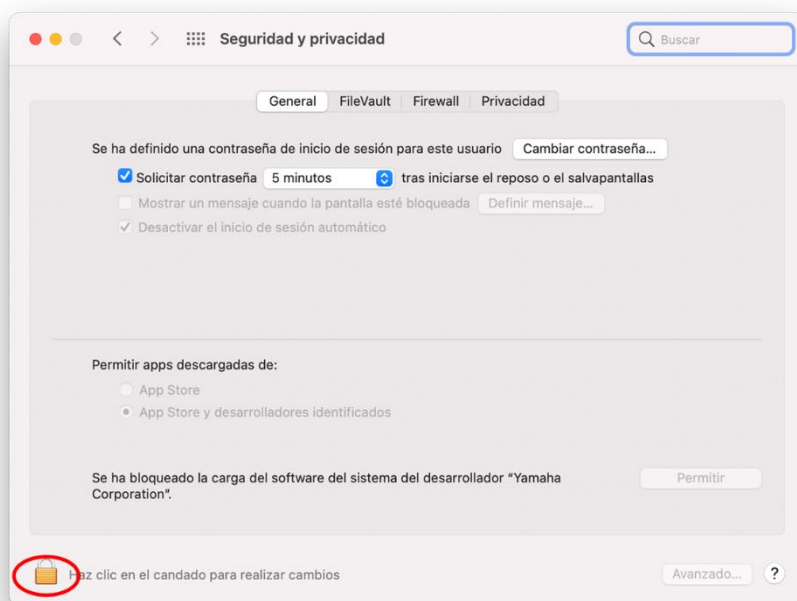 Seguridad y privacidad
Buscar
General FileVault Firewall Privacidad
Se ha definido una contraseña de inicio de sesión para este usuario Cambiar contraseña...
Solicitar contraseña 5 minutos tras iniciarse el reposo o el salvapantallas
Mostrar un mensaje cuando la pantalla esté bloqueada Definir mensaje...
Desactivar el inicio de sesión automático
Permitir apps descargadas de:
App Store
App Store y desarrolladores identificados
Se ha bloqueado la carga del software del sistema del desarrollador “Yamaha
Corporation”. Permitir
Haz clic en el candado para realizar cambios Avanzado... ?